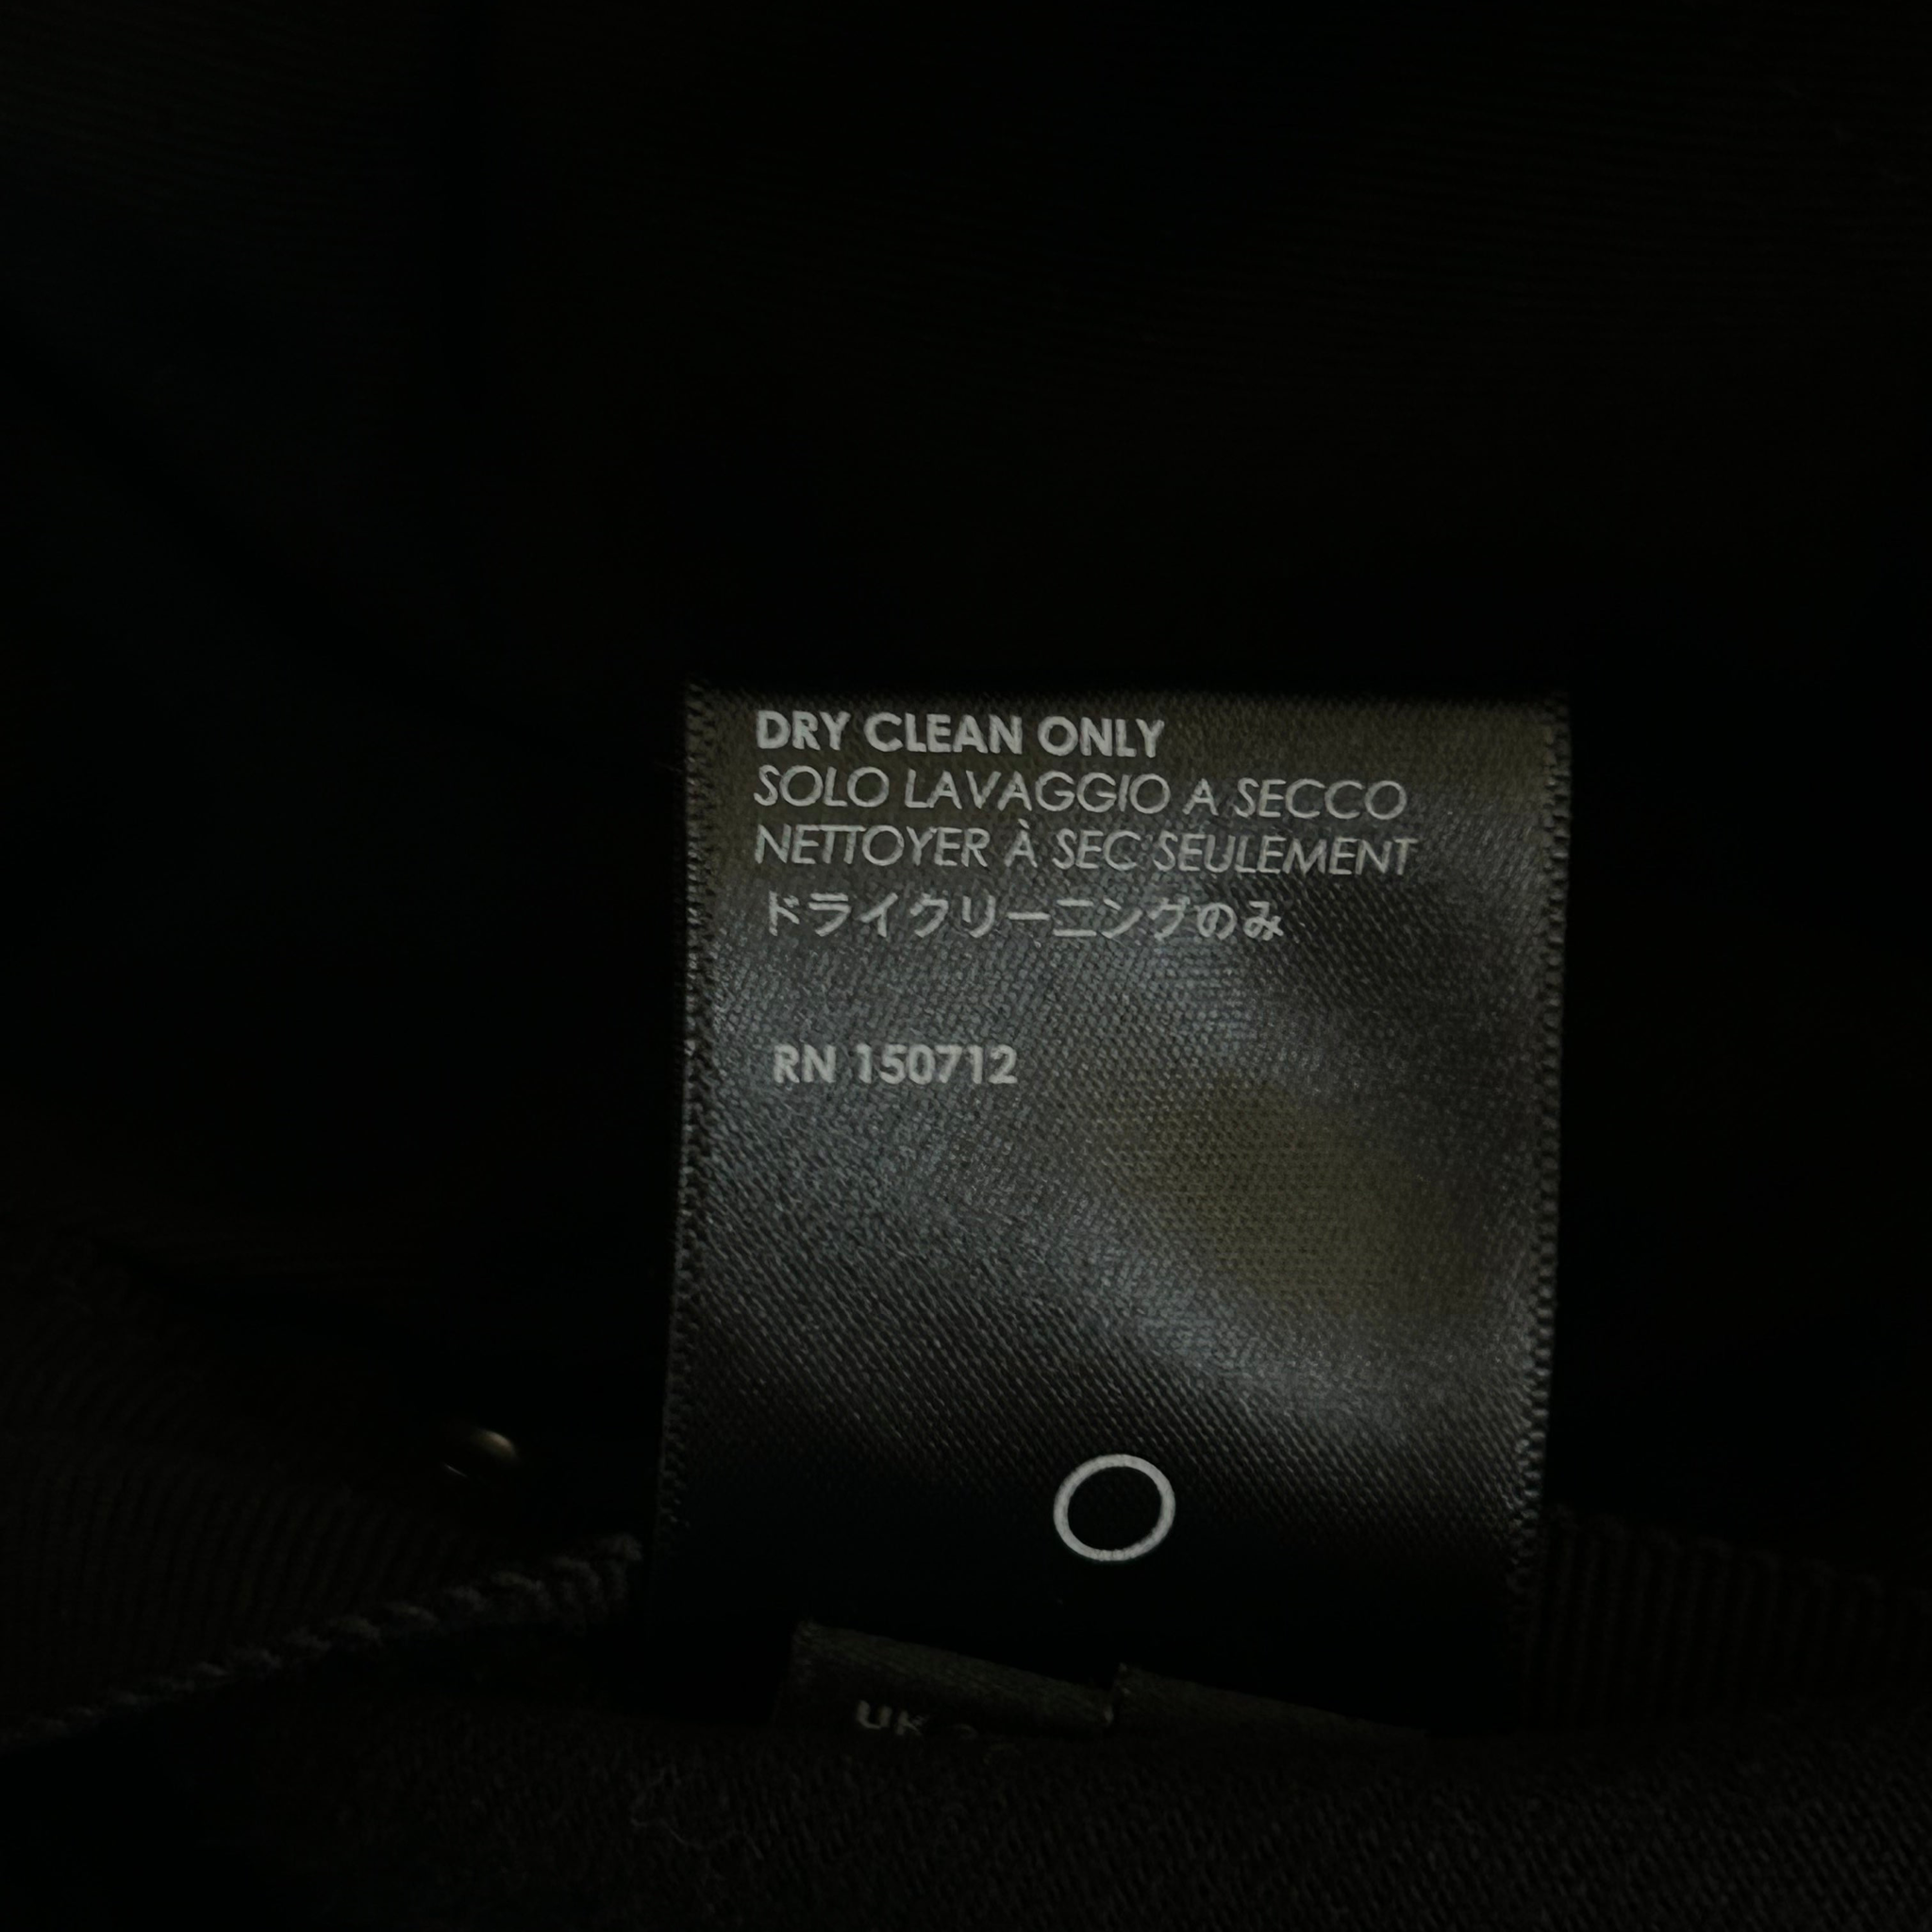 DRY CLEAN ONLY
SOLO LAVAGGIO A SECCO
NETTOYER À SEC SEULEMENT
ドライクリーニングのみ
RN 150712
UK